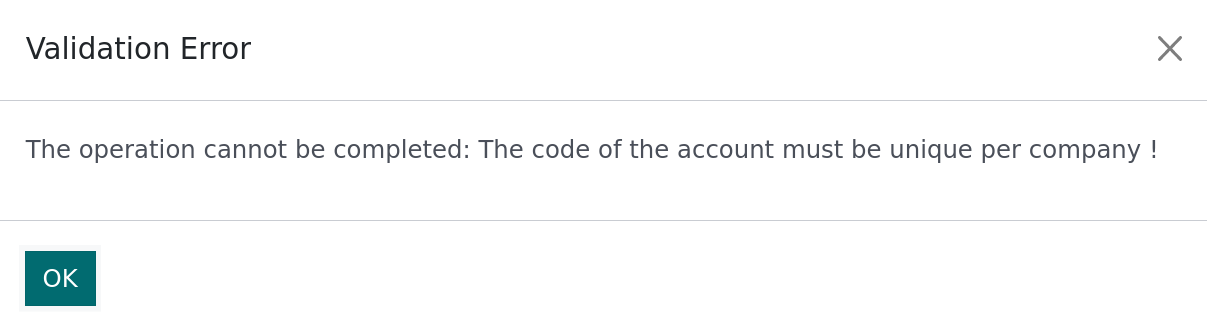 Validation Error
The operation cannot be completed: The code of the account must be unique per company !
OK